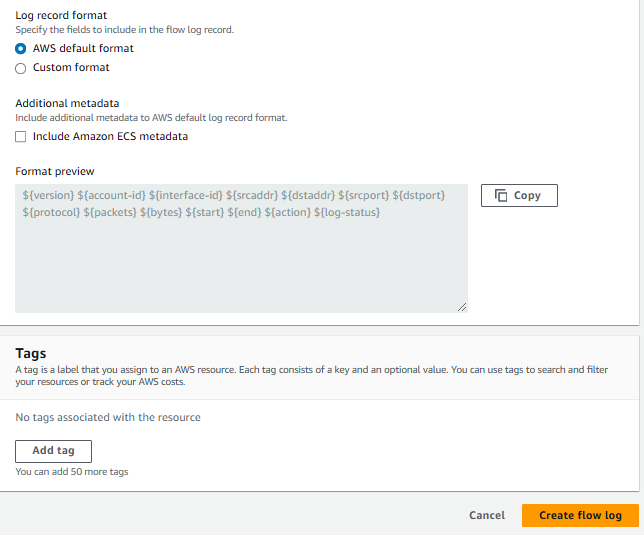 Log record format
Specify the fields to include in the flow log record.
AWS default format
Custom format
Additional metadata
Include additional metadata to AWS default log record format.
Include Amazon ECS metadata
Format preview
${version} ${account-id} ${interface-id} ${srcaddr} ${dstaddr} ${srcport} ${dstport}
${protocol} ${packets} ${bytes} ${start} ${end} ${action} ${log-status}
Copy
Tags
A tag is a label that you assign to an AWS resource. Each tag consists of a key and an optional value. You can use tags to search and filter
your resources or track your AWS costs.
No tags associated with the resource
Add tag
You can add 50 more tags
Cancel
Create flow log